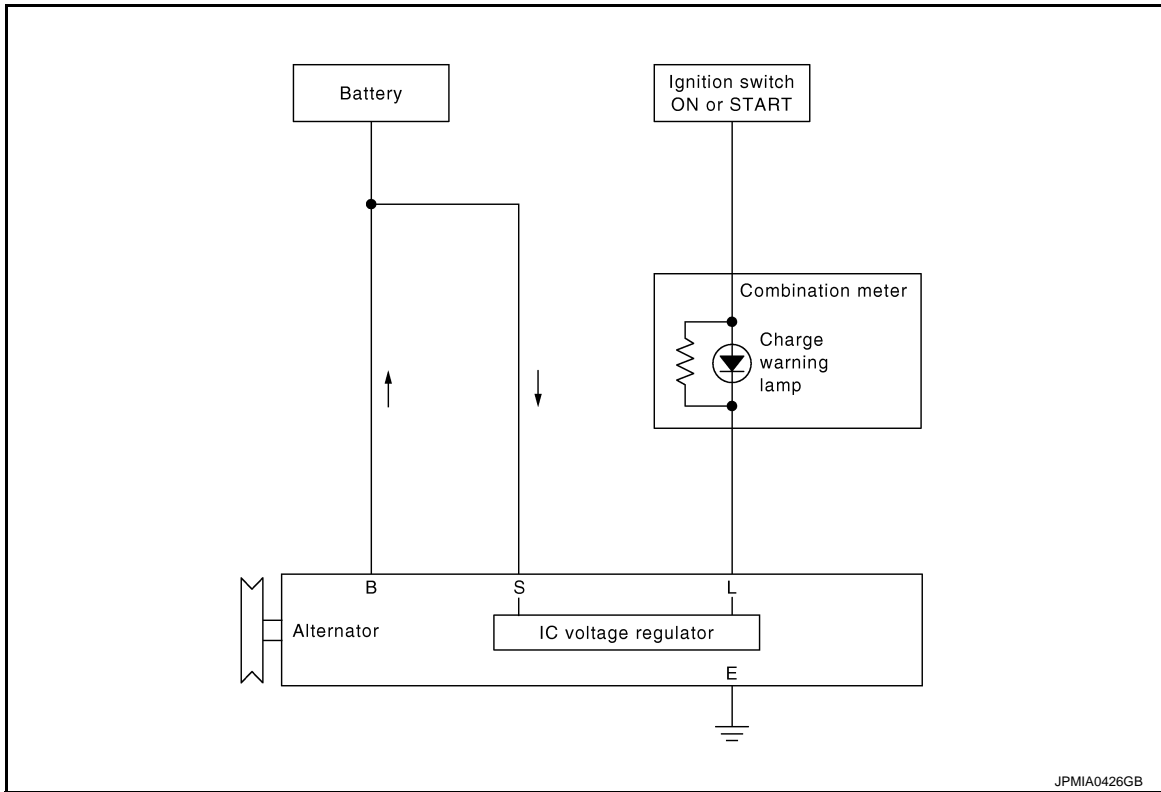 Battery
Ignition switch
ON or START
Combination meter
Charge
warning
lamp
B
S
L
Alternator
IC voltage regulator
E
JPMIA0426GB